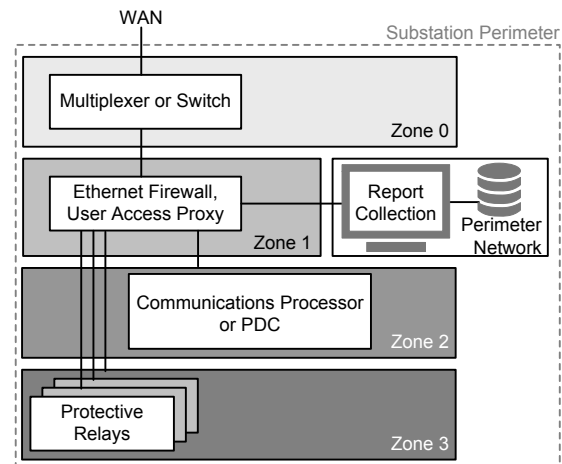 WAN
Substation Perimeter
Multiplexer or Switch
Zone 0
Ethernet Firewall,
User Access Proxy
Zone 1
Report
Collection
Perimeter
Network
Communications Processor
or PDC
Zone 2
Protective
Relays
Zone 3